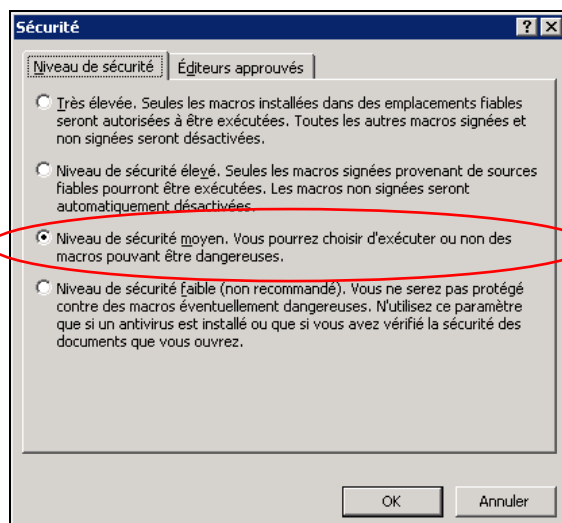 Sécurité
Niveau de sécurité
Éditeurs approuvés
Très élevée. Seules les macros installées dans des emplacements fiables
seront autorisées à être exécutées. Toutes les autres macros signées et
non signées seront désactivées.
Niveau de sécurité élevé. Seules les macros signées provenant de sources
fiables pourront être exécutées. Les macros non signées seront
automatiquement désactivées.
Niveau de sécurité moyen. Vous pourrez choisir d'exécuter ou non des
macros pouvant être dangereuses.
Niveau de sécurité faible (non recommandé). Vous ne serez pas protégé
contre des macros éventuellement dangereuses. N'utilisez ce paramètre
que si un antivirus est installé ou que si vous avez vérifié la sécurité des
documents que vous ouvrez.
OK
Annuler